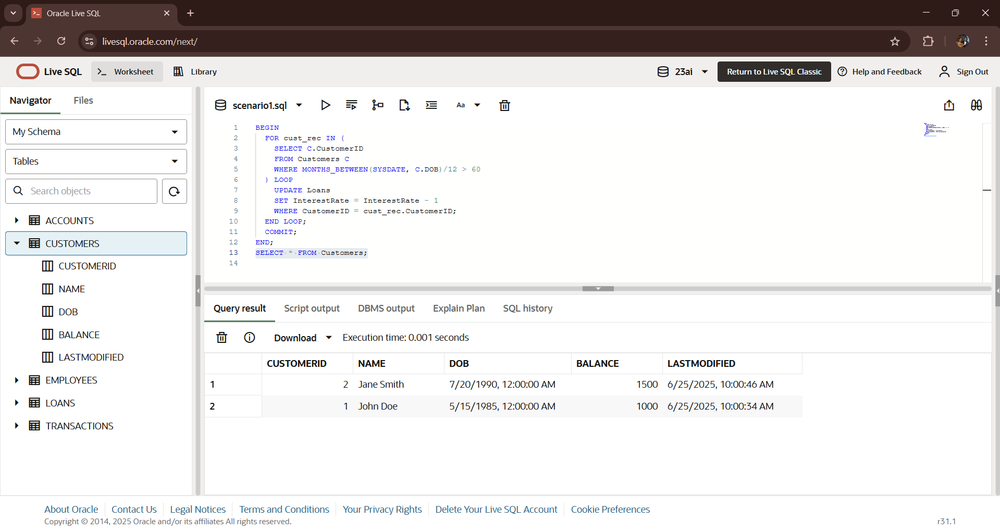 Oracle Live SQL
livesql.oracle.com/next/
Live SQL
Worksheet
Library
23ai
Return to Live SQL Classic
Help and Feedback
Sign Out
Navigator
Files
My Schema
Tables
Search objects
ACCOUNTS
CUSTOMERS
CUSTOMERID
NAME
DOB
BALANCE
LASTMODIFIED
EMPLOYEES
LOANS
TRANSACTIONS
scenario1.sql
Aa
1 BEGIN
2 FOR cust_rec IN (
3 SELECT C.CustomerID
4 FROM Customers C
5 WHERE MONTHS_BETWEEN(SYSDATE, C.DOB)/12 > 60
6 ) LOOP
7 UPDATE Loans
8 SET InterestRate = InterestRate - 1
9 WHERE CustomerID = cust_rec.CustomerID;
10 END LOOP;
11 COMMIT;
12 END;
13 SELECT * FROM Customers;
14
Query result Script output DBMS output Explain Plan SQL history
Download Execution time: 0.001 seconds
CUSTOMERID NAME DOB BALANCE LASTMODIFIED
1 2 Jane Smith 7/20/1990, 12:00:00 AM 1500 6/25/2025, 10:00:46 AM
2 1 John Doe 5/15/1985, 12:00:00 AM 1000 6/25/2025, 10:00:34 AM
About Oracle Contact Us Legal Notices Terms and Conditions Your Privacy Rights Delete Your Live SQL Account Cookie Preferences
Copyright © 2014, 2025 Oracle and/or its affiliates All rights reserved.
r31.1